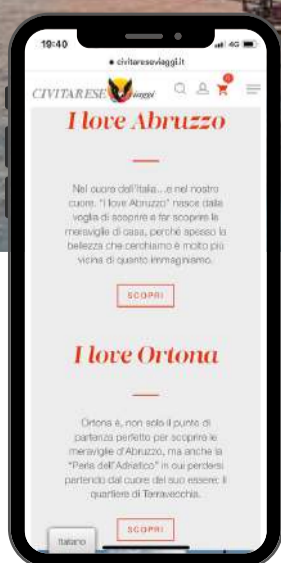 19:40
4G
civitareseviaggi.it
CIVITARESE viaggi
0
I love Abruzzo
Nel cuore dell'Italia...e nel nostro
cuore. "I love Abruzzo" nasce dalla
voglia di scoprire e far scoprire le
meraviglie di casa, perché spesso la
bellezza che cerchiamo è molto più
vicina di quanto immaginiamo.
SCOPRI
I love Ortona
Ortona è, non solo il punto di
partenza perfetto per scoprire le
meraviglie d'Abruzzo, ma anche la
"Perla dell'Adriatico" in cui perdersi
partendo dal cuore del suo essere: il
quartiere di Terravecchia.
SCOPRI
Italiano